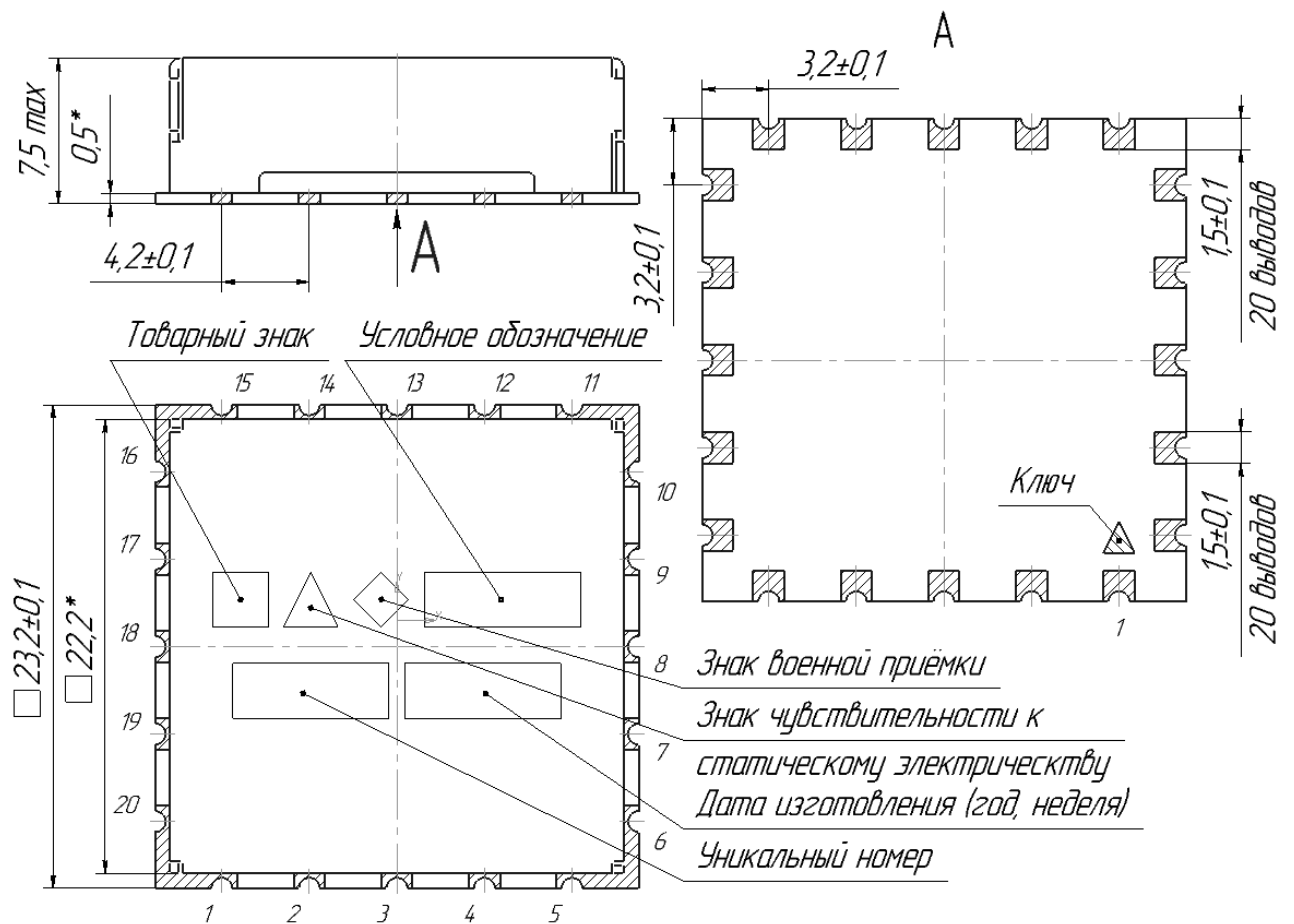 А
3,2±0,1
7,5 max
0,5*
4,2±0,1
А
3,2±0,1
1,5±0,1
20 выводов
Товарный знак
Условное обозначение
15
14
13
12
11
16
10
Ключ
1,5±0,1
20 выводов
17
9
□23,2±0,1
□22,2*
Y
X
18
1
8
Знак военной приёмки
Знак чувствительности к
статическому электрическтву
19
7
Дата изготовления (год, неделя)
20
6
Уникальный номер
1
2
3
4
5